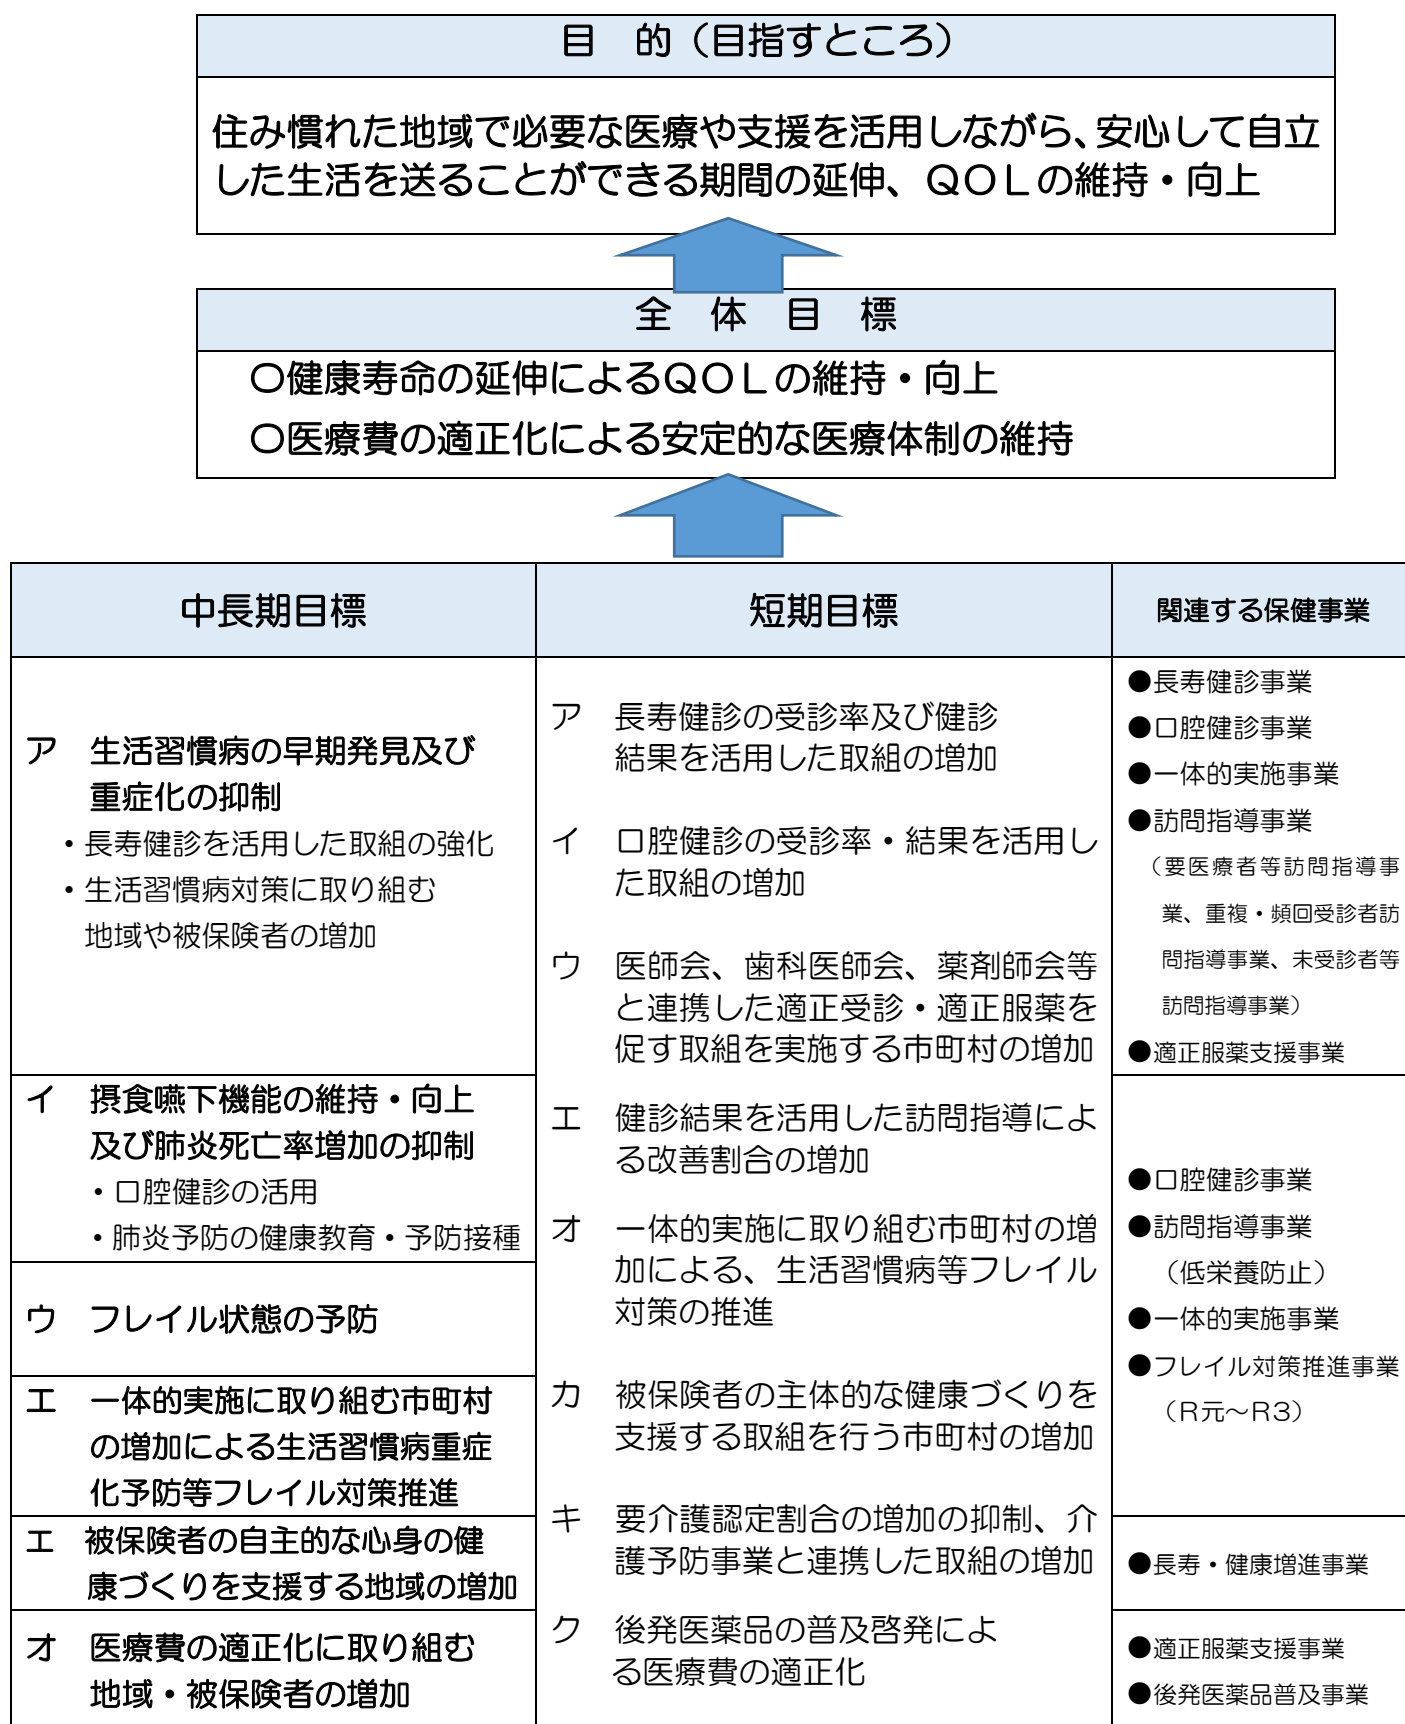 目　的（目指すところ）
住み慣れた地域で必要な医療や支援を活用しながら、安心して自立
した生活を送ることができる期間の延伸、ＱＯＬの維持・向上
全　体　目　標
〇健康寿命の延伸によるＱＯＬの維持・向上
〇医療費の適正化による安定的な医療体制の維持
中長期目標
ア　生活習慣病の早期発見及び
重症化の抑制
・長寿健診を活用した取組の強化
・生活習慣病対策に取り組む
地域や被保険者の増加
イ　摂食嚥下機能の維持・向上
及び肺炎死亡率増加の抑制
・口腔健診の活用
・肺炎予防の健康教育・予防接種
ウ　フレイル状態の予防
エ　一体的実施に取り組む市町村
の増加による生活習慣病重症
化予防等フレイル対策推進
エ　被保険者の自主的な心身の健
康づくりを支援する地域の増加
オ　医療費の適正化に取り組む
地域・被保険者の増加
短期目標
ア　長寿健診の受診率及び健診
結果を活用した取組の増加
イ　口腔健診の受診率・結果を活用し
た取組の増加
ウ　医師会、歯科医師会、薬剤師会等
と連携した適正受診・適正服薬を
促す取組を実施する市町村の増加
エ　健診結果を活用した訪問指導によ
る改善割合の増加
オ　一体的実施に取り組む市町村の増
加による、生活習慣病等フレイル
対策の推進
カ　被保険者の主体的な健康づくりを
支援する取組を行う市町村の増加
キ　要介護認定割合の増加の抑制、介
護予防事業と連携した取組の増加
ク　後発医薬品の普及啓発によ
る医療費の適正化
関連する保健事業
●長寿健診事業
●口腔健診事業
●一体的実施事業
●訪問指導事業
（要医療者等訪問指導事
業、重複・頻回受診者訪
問指導事業、未受診者等
訪問指導事業）
●適正服薬支援事業
●口腔健診事業
●訪問指導事業
（低栄養防止）
●一体的実施事業
●フレイル対策推進事業
（R元～R3）
●長寿・健康増進事業
●適正服薬支援事業
●後発医薬品普及事業